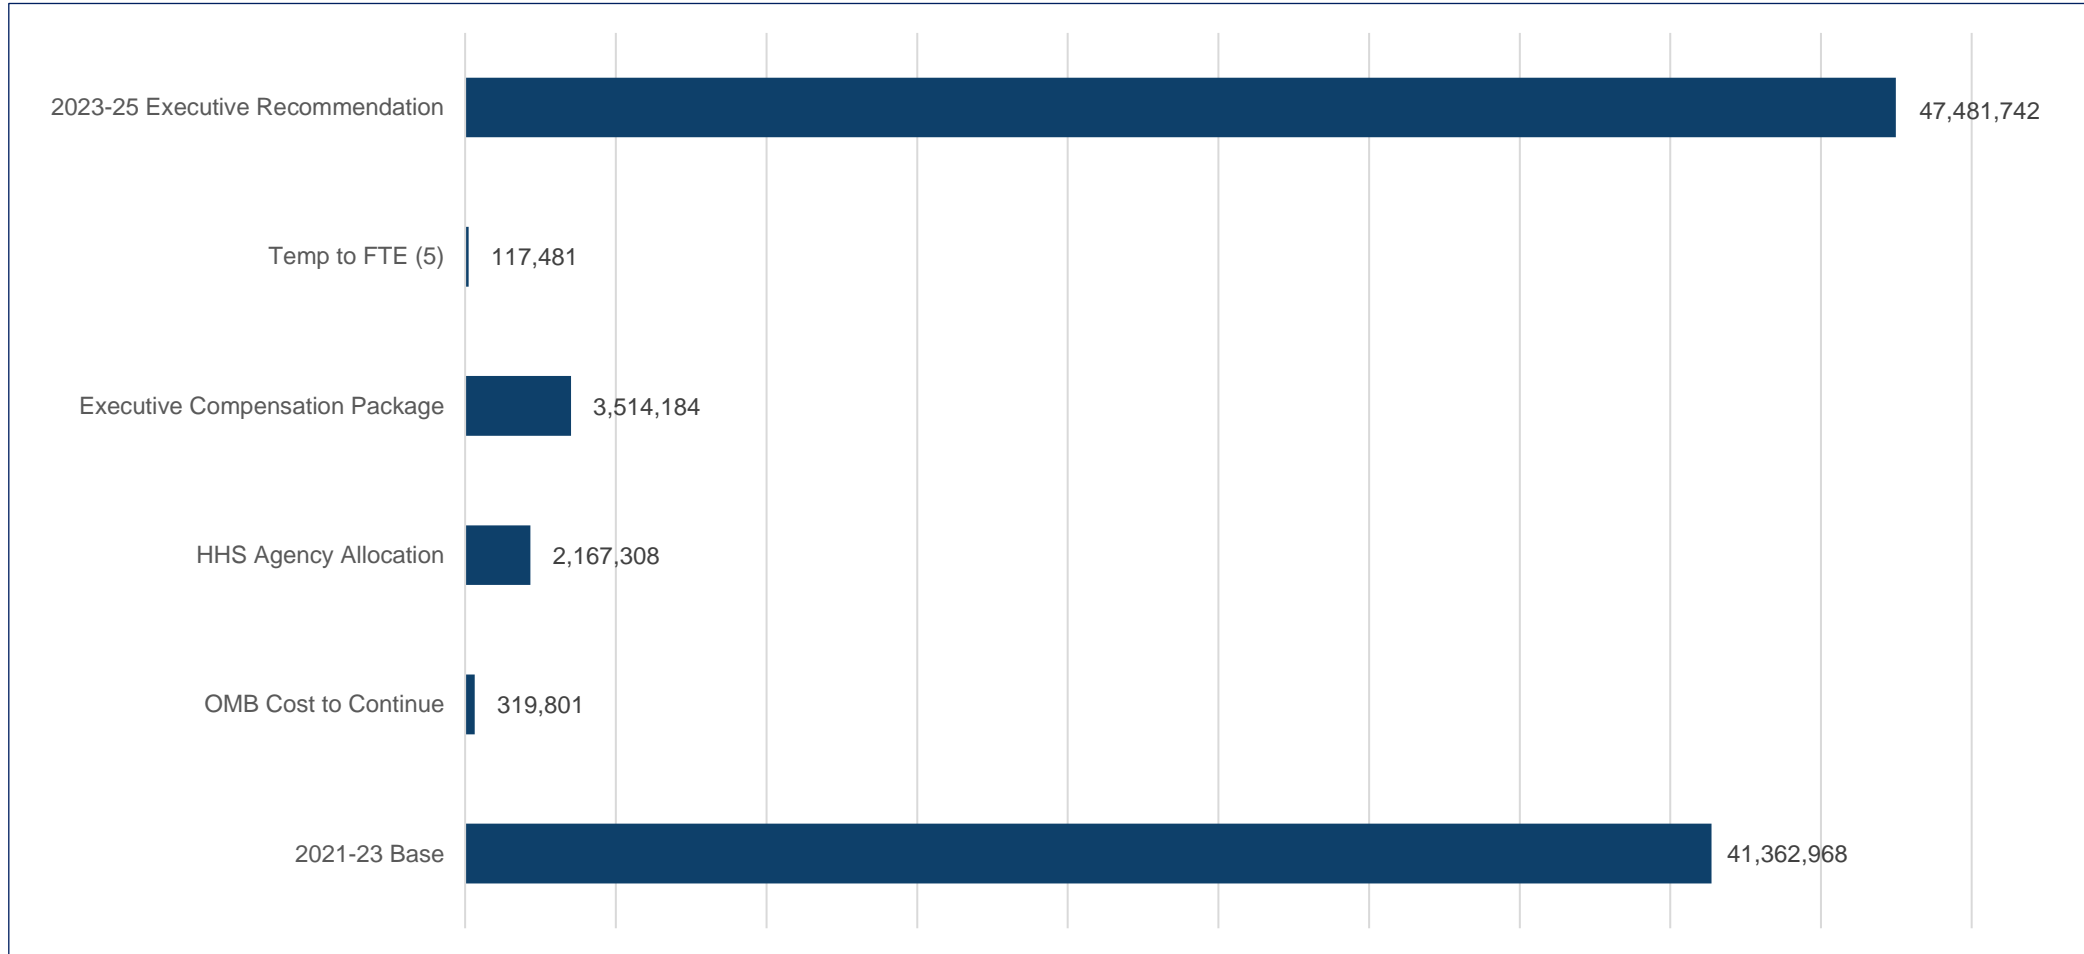 2023-25 Executive Recommendation 47,481,742
Temp to FTE (5) 117,481
Executive Compensation Package 3,514,184
HHS Agency Allocation 2,167,308
OMB Cost to Continue 319,801
2021-23 Base 41,362,968